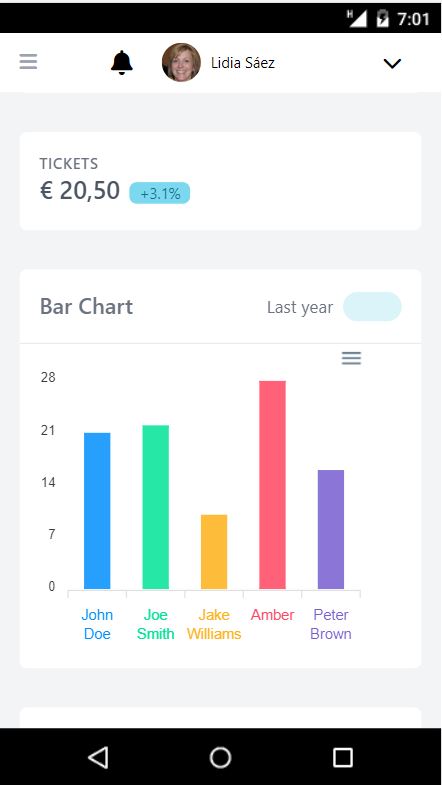 H
7:01
Lidia Sáez
TICKETS
€ 20,50 +3.1%
Bar Chart
Last year
28
21
14
7
0
John Doe
Joe Smith
Jake Williams
Amber
Peter Brown